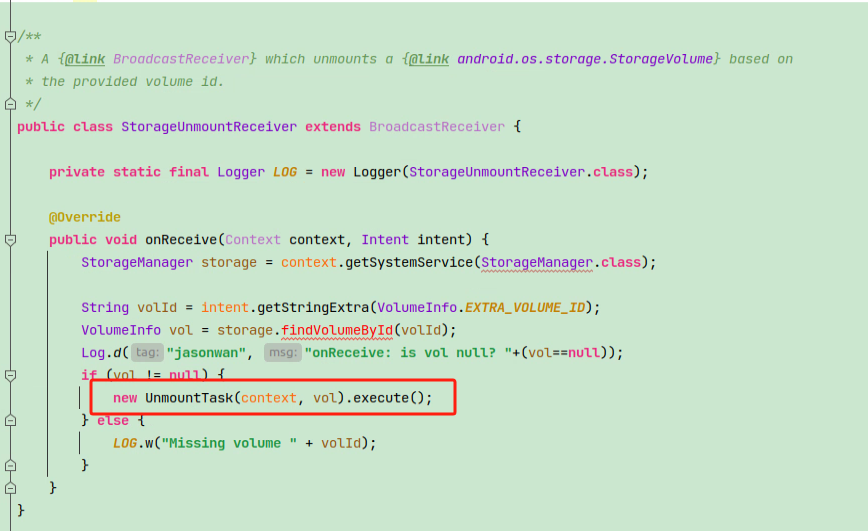 /**
 * A {@link BroadcastReceiver} which unmounts a {@link android.os.storage.StorageVolume} based on
 * the provided volume id.
 */
public class StorageUnmountReceiver extends BroadcastReceiver {
    private static final Logger LOG = new Logger(StorageUnmountReceiver.class);
    @Override
    public void onReceive(Context context, Intent intent) {
        StorageManager storage = context.getSystemService(StorageManager.class);
        String volId = intent.getStringExtra(VolumeInfo.EXTRA_VOLUME_ID);
        VolumeInfo vol = storage.findVolumeById(volId);
        Log.d( tag: "jasonwan", msg: "onReceive: is vol null? "+(vol==null));
        if (vol != null) {
            new UnmountTask(context, vol).execute();
        } else {
            LOG.w("Missing volume " + volId);
        }
    }
}